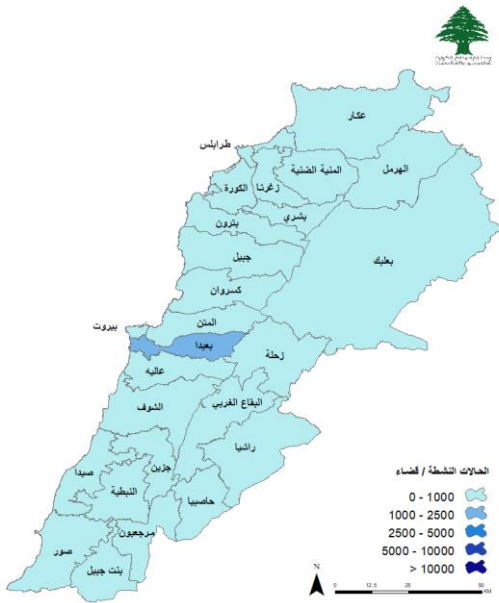 عكار
طرابلس
الهرمل
المنية الضنية
زغرتا
الكورة
بشري
بترون
بعلبك
جبيل
كسروان
المتن
بيروت
بعبدا
زحلة
عاليه
البقاع الغربي
الشوف
راشيا
جزين
صيدا
النبطية
حاصبيا
مرجعيون
صور
بنت جبيل
الحالات النشطة / قضاء
0 - 1000
1000 - 2500
2500 - 5000
5000 - 10000
> 10000
N
0 12.5 25 50
KM